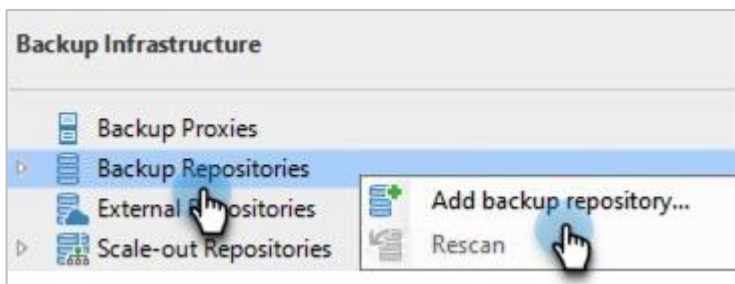 Backup Infrastructure
Backup Proxies
Backup Repositories
External Repositories
Scale-out Repositories
Add backup repository...
Rescan